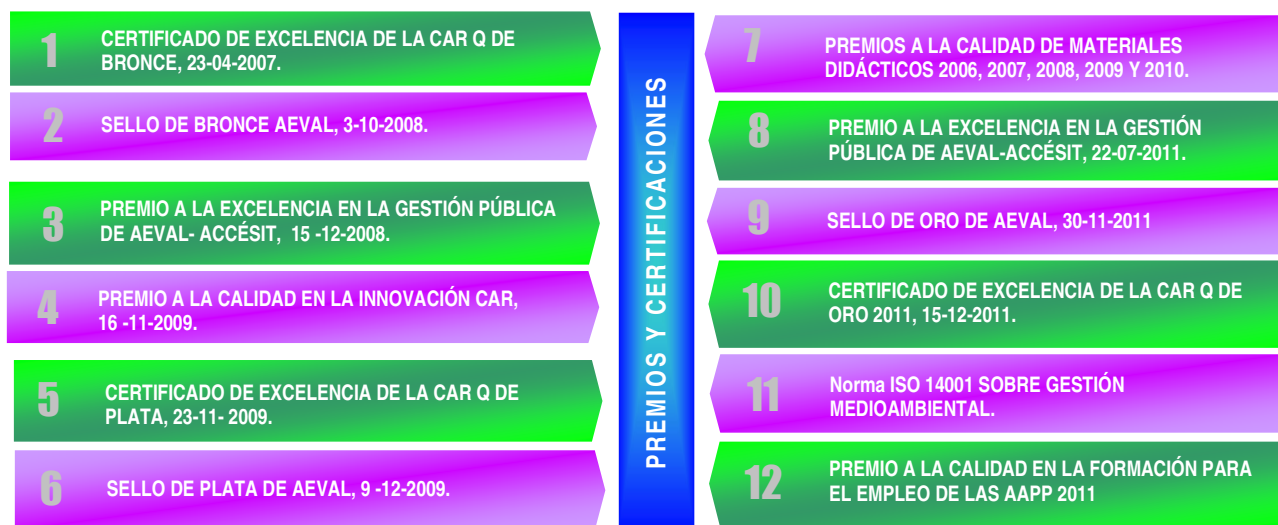 1
CERTIFICADO DE EXCELENCIA DE LA CAR Q DE
BRONCE, 23-04-2007.
2
SELLO DE BRONCE AEVAL, 3-10-2008.
3
PREMIO A LA EXCELENCIA EN LA GESTIÓN PÚBLICA
DE AEVAL- ACCÉSIT, 15 -12-2008.
4
PREMIO A LA CALIDAD EN LA INNOVACIÓN CAR,
16 -11-2009.
5
CERTIFICADO DE EXCELENCIA DE LA CAR Q DE
PLATA, 23-11- 2009.
6
SELLO DE PLATA DE AEVAL, 9 -12-2009.
PREMIOS Y CERTIFICACIONES
7
PREMIOS A LA CALIDAD DE MATERIALES
DIDÁCTICOS 2006, 2007, 2008, 2009 Y 2010.
8
PREMIO A LA EXCELENCIA EN LA GESTIÓN
PÚBLICA DE AEVAL-ACCÉSIT, 22-07-2011.
9
SELLO DE ORO DE AEVAL, 30-11-2011
10
CERTIFICADO DE EXCELENCIA DE LA CAR Q DE
ORO 2011, 15-12-2011.
11
Norma ISO 14001 SOBRE GESTIÓN
MEDIOAMBIENTAL.
12
PREMIO A LA CALIDAD EN LA FORMACIÓN PARA
EL EMPLEO DE LAS AAPP 2011